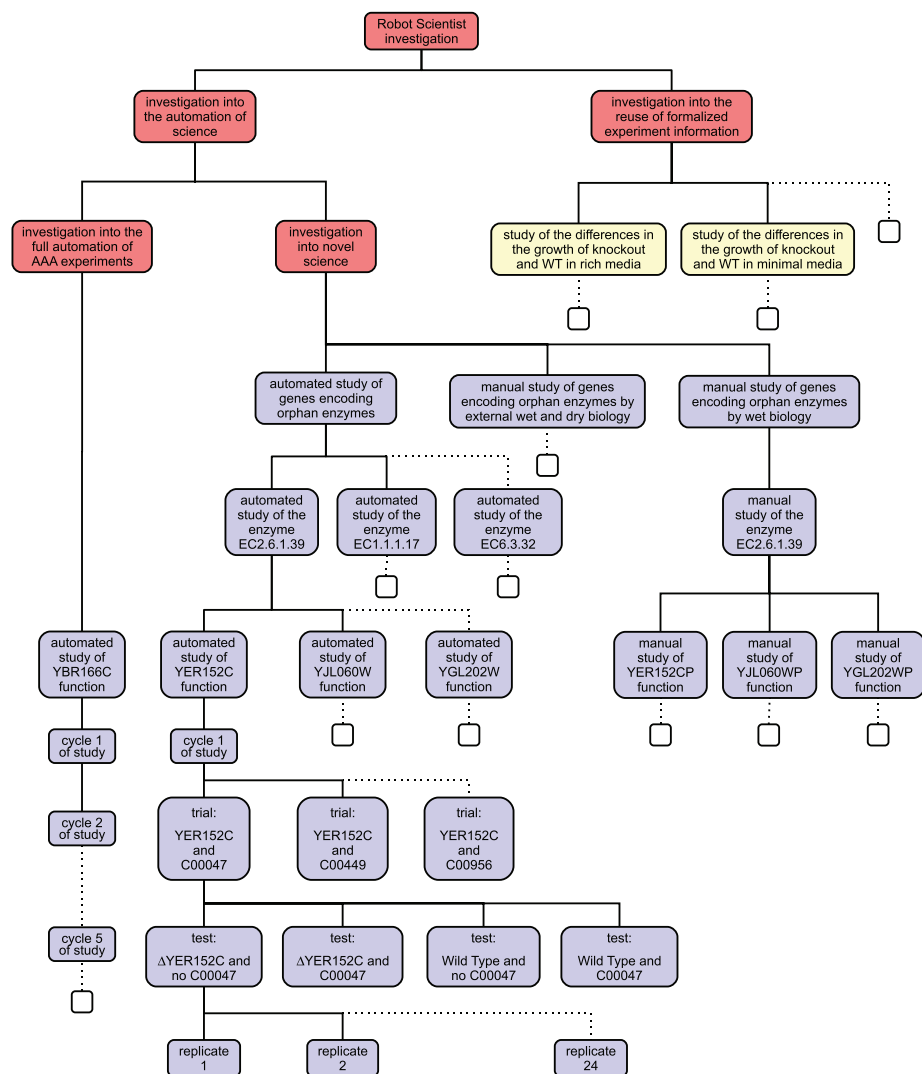 Robot Scientist
investigation
investigation into
the automation of
science
investigation into the
reuse of formalized
experiment information
investigation into the
full automation of
AAA experiments
investigation
into novel
science
study of the differences in
the growth of knockout
and WT in rich media
study of the differences in
the growth of knockout
and WT in minimal media
automated study of
genes encoding
orphan enzymes
manual study of genes
encoding orphan enzymes by
external wet and dry biology
manual study of genes
encoding orphan enzymes
by wet biology
automated
study of the
enzyme
EC2.6.1.39
automated
study of the
enzyme
EC1.1.1.17
automated
study of the
enzyme
EC6.3.32
manual
study of the
enzyme
EC2.6.1.39
automated
study of
YBR166C
function
automated
study of
YER152C
function
automated
study of
YJL060W
function
automated
study of
YGL202W
function
manual
study of
YER152CP
function
manual
study of
YJL060WP
function
manual
study of
YGL202WP
function
cycle 1
of study
cycle 1
of study
cycle 2
of study
trial:
YER152C
and
C00047
trial:
YER152C
and
C00449
trial:
YER152C
and
C00956
cycle 5
of study
test:
ΔYER152C and
no C00047
test:
ΔYER152C and
C00047
test:
Wild Type and
no C00047
test:
Wild Type and
C00047
replicate
1
replicate
2
replicate
24